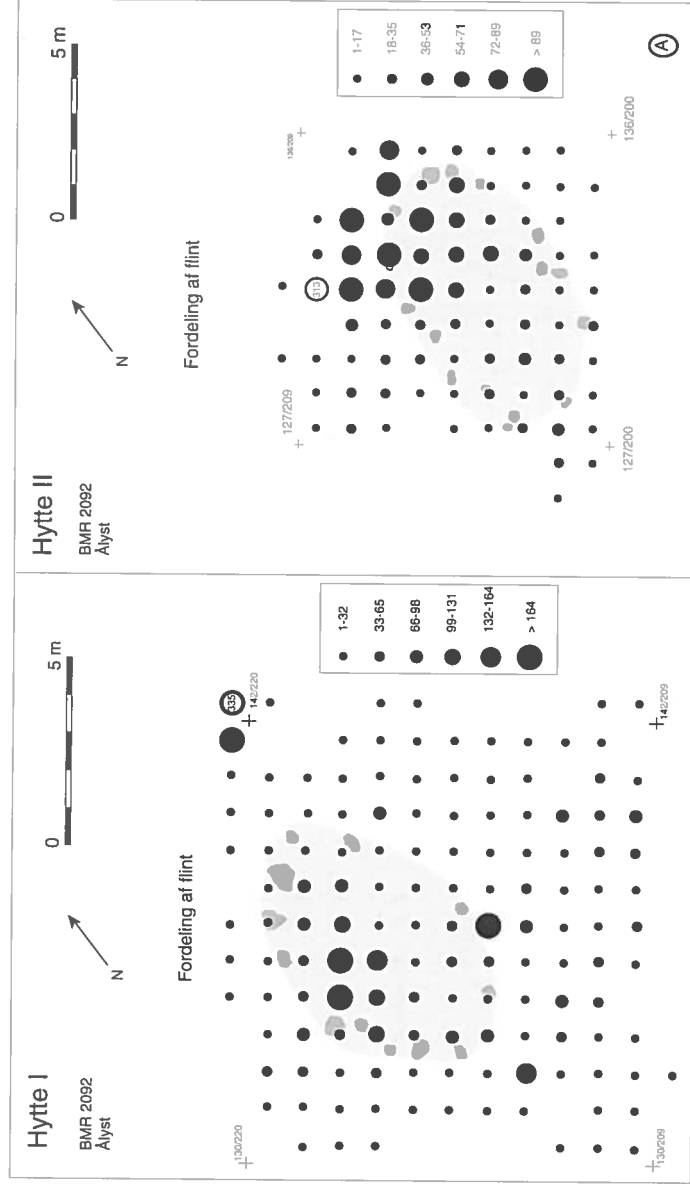 Hytte I
BMR 2092
Ålyst
N
0
5 m
Fordeling af flint
130/220
335
142/220
130/209
142/209
1-32
33-65
66-98
99-131
132-164
> 164
Hytte II
BMR 2092
Ålyst
N
0
5 m
Fordeling af flint
127/209
313
136/209
127/200
136/200
1-17
18-35
36-53
54-71
72-89
> 89
A